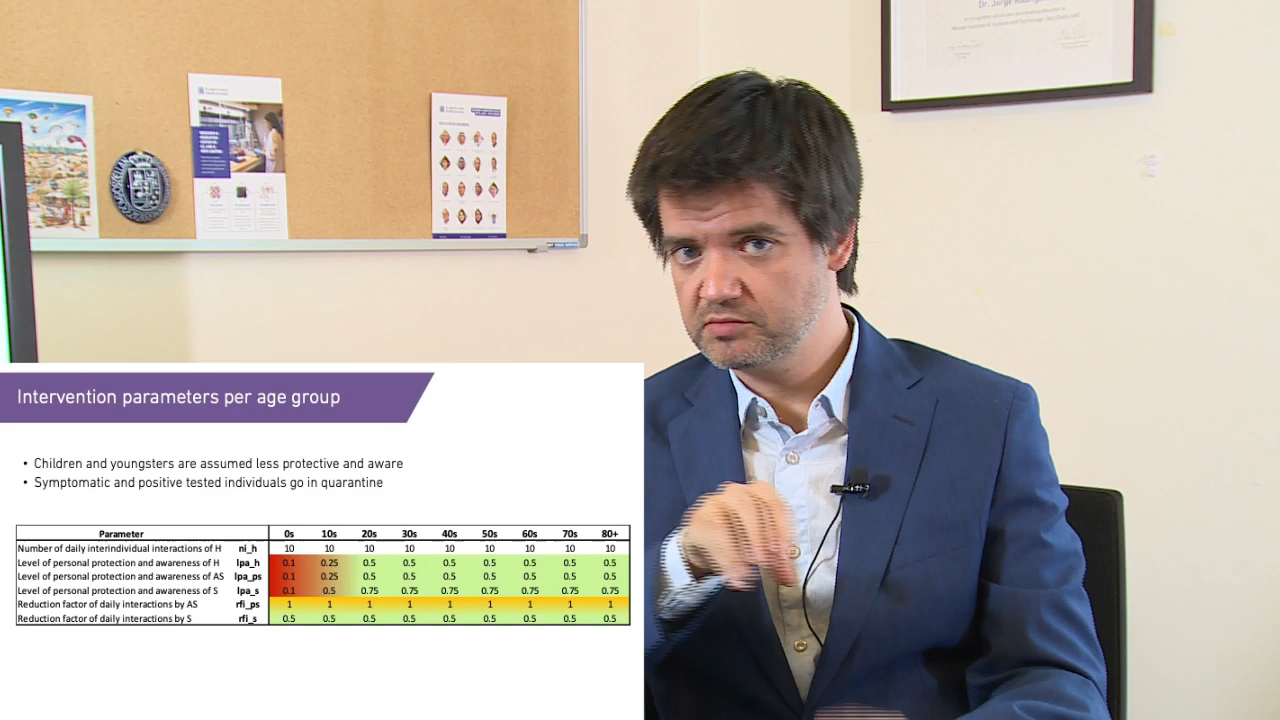 Dr. Jorge
Intervention parameters per age group
• Children and youngsters are assumed less protective and aware
• Symptomatic and positive tested individuals go in quarantine
Parameter 0s 10s 20s 30s 40s 50s 60s 70s 80+
Number of daily interindividual interactions of H ni_h 10 10 10 10 10 10 10 10 10
Level of personal protection and awareness of H lpa_h 0.1 0.25 0.5 0.5 0.5 0.5 0.5 0.5 0.5
Level of personal protection and awareness of AS lpa_ps 0.1 0.25 0.5 0.5 0.5 0.5 0.5 0.5 0.5
Level of personal protection and awareness of S lpa_s 0.1 0.5 0.75 0.75 0.75 0.75 0.75 0.75 0.75
Reduction factor of daily interactions by AS rfi_ps 1 1 1 1 1 1 1 1 1
Reduction factor of daily interactions by S rfi_s 0.5 0.5 0.5 0.5 0.5 0.5 0.5 0.5 0.5